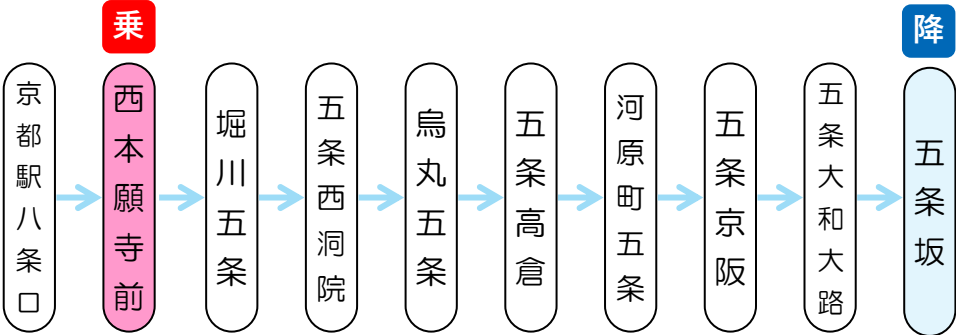 乗
降
京都駅八条口
西本願寺前
堀川五条
五条西洞院
烏丸五条
五条高倉
河原町五条
五条京阪
五条大和大路
五条坂